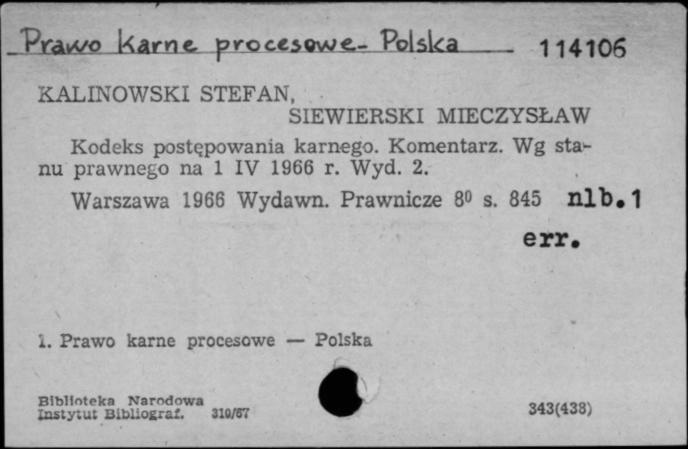 Prawo karne procesowe - Polska 114106
KALINOWSKI STEFAN,
SIEWIERSKI MIECZYSŁAW
Kodeks postępowania karnego. Komentarz. Wg sta-
nu prawnego na 1 IV 1966 r. Wyd. 2.
Warszawa 1966 Wydawn. Prawnicze 8⁰ s. 845 nlb.1
err.
1. Prawo karne procesowe — Polska
Biblioteka Narodowa
Instytut Bibliograf. 310/67 343(438)